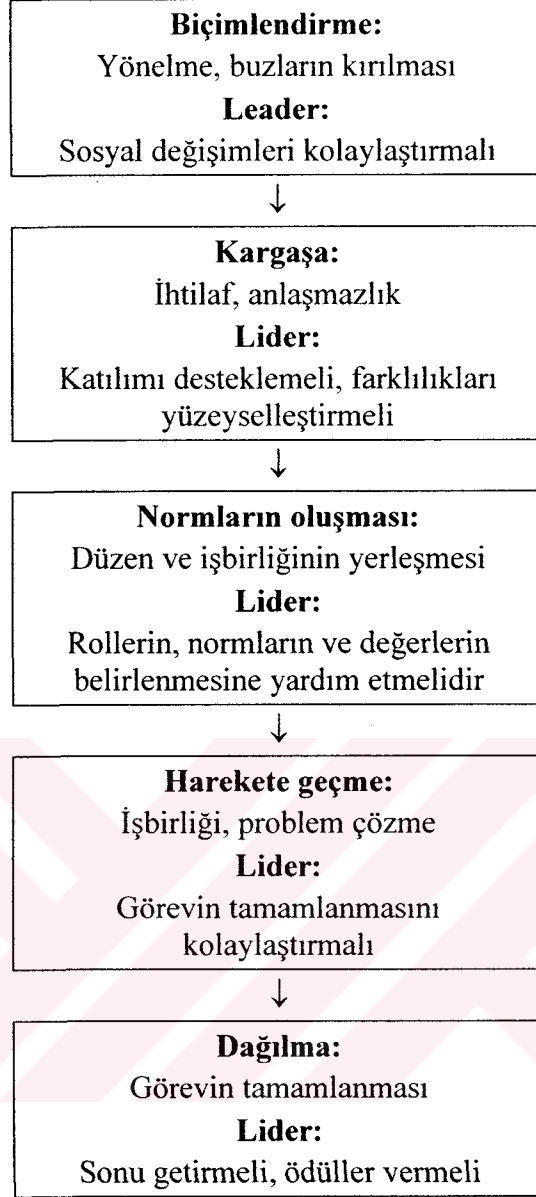 Biçimlendirme:
Yönelme, buzların kırılması
Leader:
Sosyal değişimleri kolaylaştırmalı
↓
Kargaşa:
İhtilaf, anlaşmazlık
Lider:
Katılımı desteklemeli, farklılıkları
yüzeyselleştirmeli
↓
Normların oluşması:
Düzen ve işbirliğinin yerleşmesi
Lider:
Rollerin, normların ve değerlerin
belirlenmesine yardım etmelidir
↓
Harekete geçme:
İşbirliği, problem çözme
Lider:
Görevin tamamlanmasını
kolaylaştırmalı
↓
Dağılma:
Görevin tamamlanması
Lider:
Sonu getirmeli, ödüller vermeli